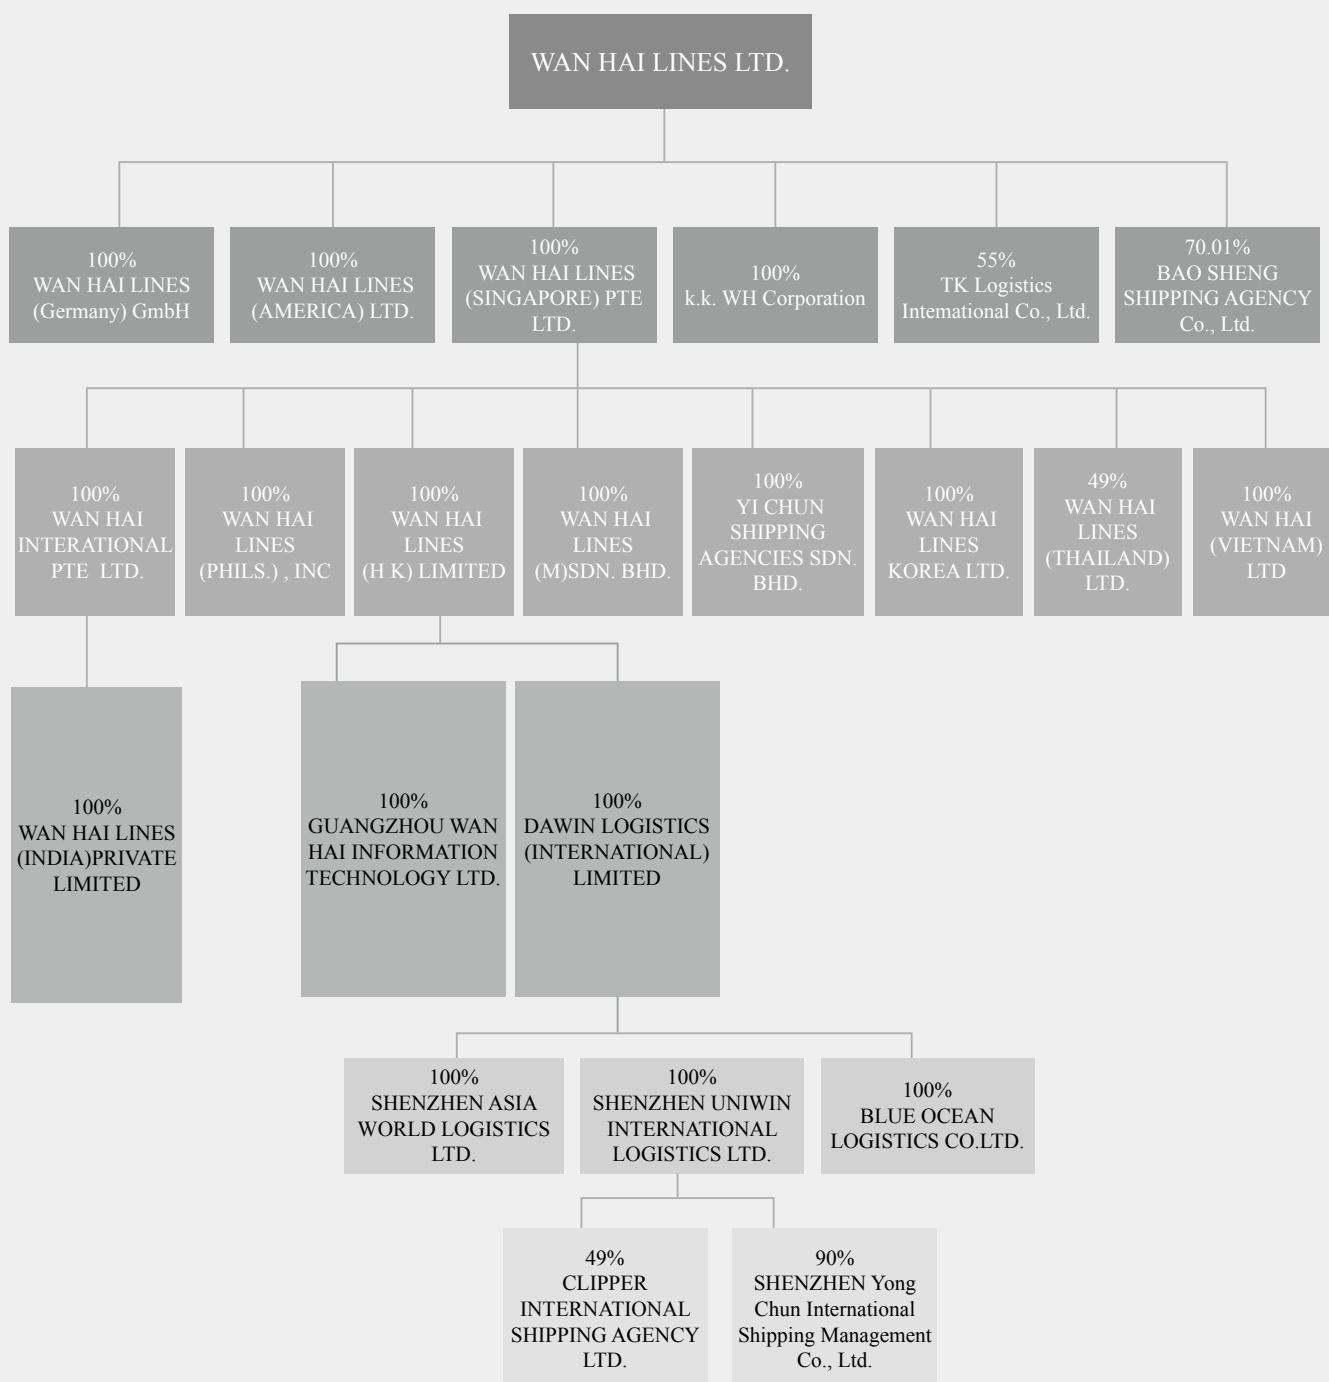 WAN HAI LINES LTD.
100%
WAN HAI LINES
(Germany) GmbH
100%
WAN HAI LINES
(AMERICA) LTD.
100%
WAN HAI LINES
(SINGAPORE) PTE
LTD.
100%
k.k. WH Corporation
55%
TK Logistics
Intemational Co., Ltd.
70.01%
BAO SHENG
SHIPPING AGENCY
Co., Ltd.
100%
WAN HAI
INTERATIONAL
PTE LTD.
100%
WAN HAI
LINES
(PHILS.) , INC
100%
WAN HAI
LINES
(H K) LIMITED
100%
WAN HAI
LINES
(M)SDN. BHD.
100%
YI CHUN
SHIPPING
AGENCIES SDN.
BHD.
100%
WAN HAI
LINES
KOREA LTD.
49%
WAN HAI
LINES
(THAILAND)
LTD.
100%
WAN HAI
(VIETNAM)
LTD
100%
WAN HAI LINES
(INDIA)PRIVATE
LIMITED
100%
GUANGZHOU WAN
HAI INFORMATION
TECHNOLOGY LTD.
100%
DAWIN LOGISTICS
(INTERNATIONAL)
LIMITED
100%
SHENZHEN ASIA
WORLD LOGISTICS
LTD.
100%
SHENZHEN UNIWIN
INTERNATIONAL
LOGISTICS LTD.
100%
BLUE OCEAN
LOGISTICS CO.LTD.
49%
CLIPPER
INTERNATIONAL
SHIPPING AGENCY
LTD.
90%
SHENZHEN Yong
Chun International
Shipping Management
Co., Ltd.